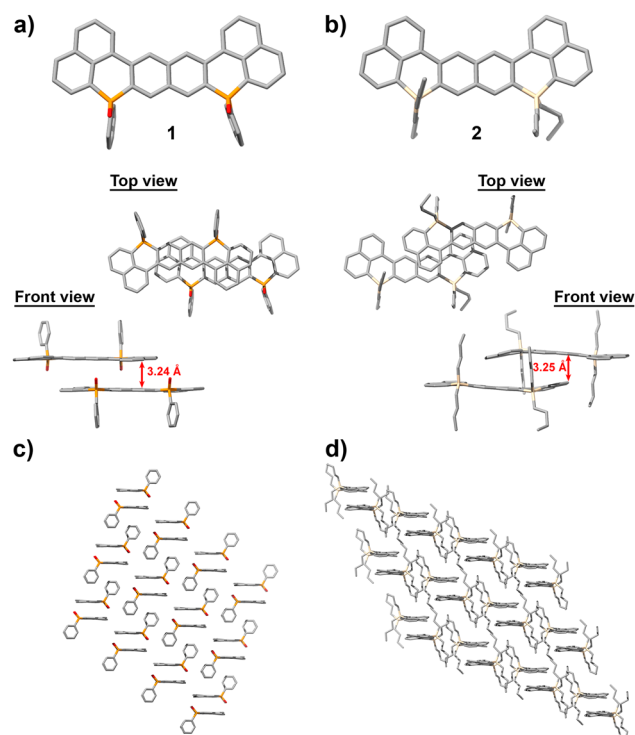 a)
b)
1
2
Top view
Top view
Front view
Front view
3.24 Å
3.25 Å
c)
d)